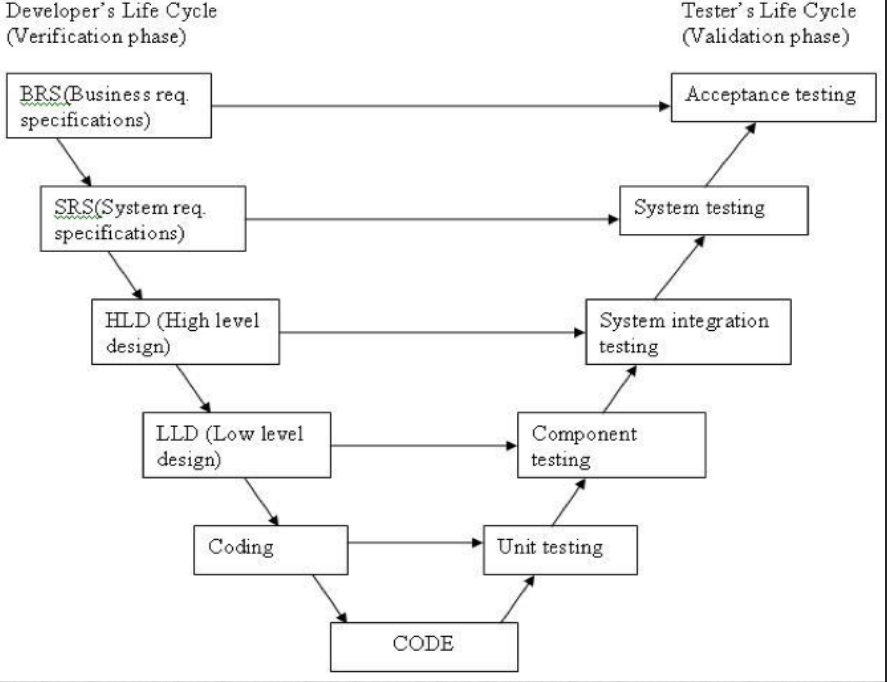 Developer's Life Cycle
(Verification phase)
Tester's Life Cycle
(Validation phase)
BRS(Business req.
specifications)
Acceptance testing
SRS(System req.
specifications)
System testing
HLD (High level
design)
System integration
testing
LLD (Low level
design)
Component
testing
Coding
Unit testing
CODE